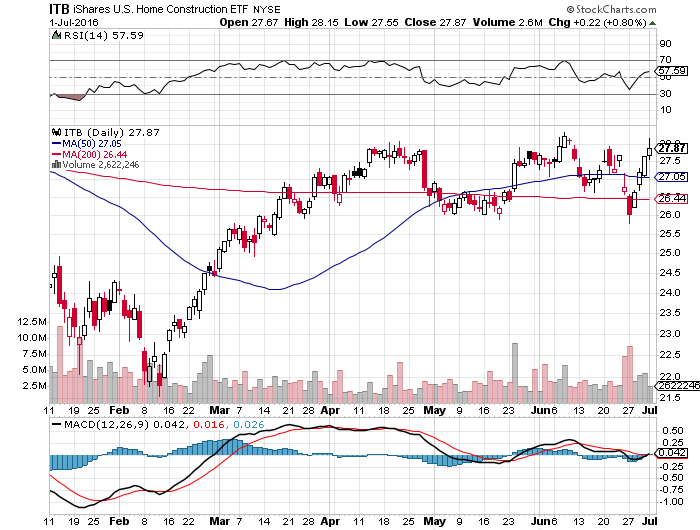 ITB iShares U.S. Home Construction ETF NYSE © StockCharts.com
1-Jul-2016 Open 27.67 High 28.15 Low 27.55 Close 27.87 Volume 2.6M Chg +0.22 (+0.80%)
RSI(14) 57.59
90
70
57.59
50
30
10
ITB (Daily) 27.87
MA(50) 27.05
MA(200) 26.44
Volume 2,622,246
28.0
27.87
27.5
27.05
26.44
26.0
25.5
25.0
24.5
24.0
23.5
23.0
22.5
22.0
21.5
12.5M
10.0M
7.5M
5.0M
2.5M
2622246
11 19 25 Feb 8 16 22 Mar 7 14 21 28 Apr 11 18 25 May 9 16 23 Jun 6 13 20 27 Jul
MACD(12,26,9) 0.042, 0.016, 0.026
0.50
0.25
0.042
-0.25
-0.50
-0.75
-1.00
11 19 25 Feb 8 16 22 Mar 7 14 21 28 Apr 11 18 25 May 9 16 23 Jun 6 13 20 27 Jul